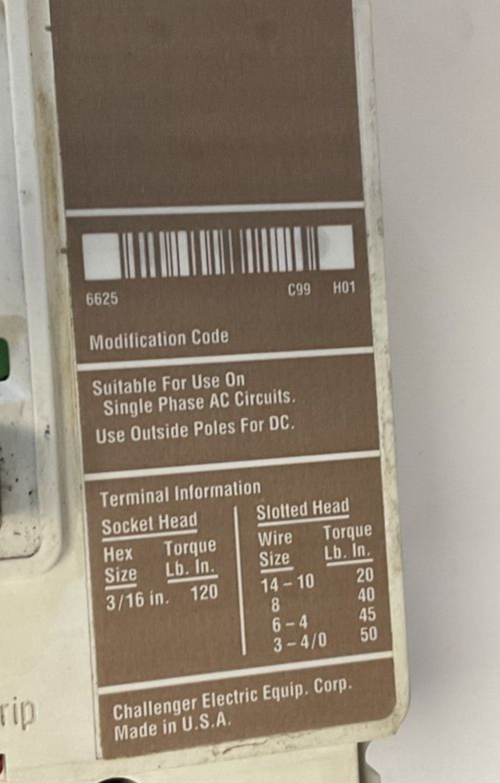 6625 C99 H01
Modification Code
Suitable For Use On
Single Phase AC Circuits.
Use Outside Poles For DC.
Terminal Information
Socket Head
Hex Torque
Size Lb. In.
3/16 in. 120
Slotted Head
Wire Torque
Size Lb. In.
14 – 10 20
8 40
6 – 4 45
3 – 4/0 50
Challenger Electric Equip. Corp.
Made in U.S.A.
rip